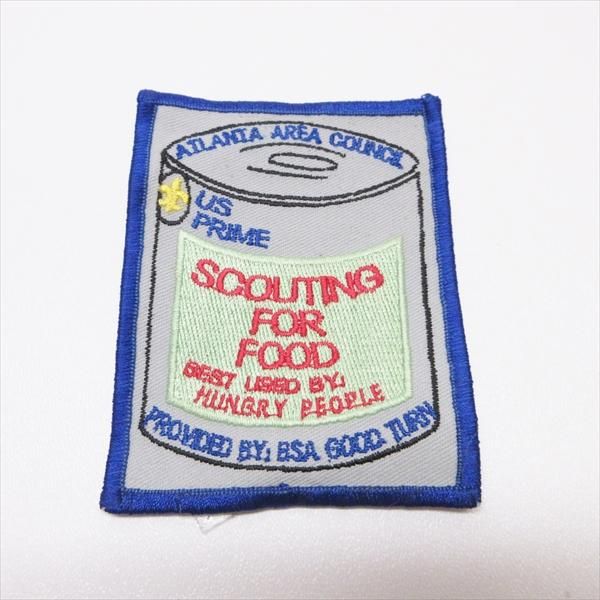 ATLANTA AREA COUNCIL
US
PRIME
SCOUTING
FOR
FOOD
BEST USED BY:
HUNGRY PEOPLE
PROVIDED BY: BSA GOOD TURN